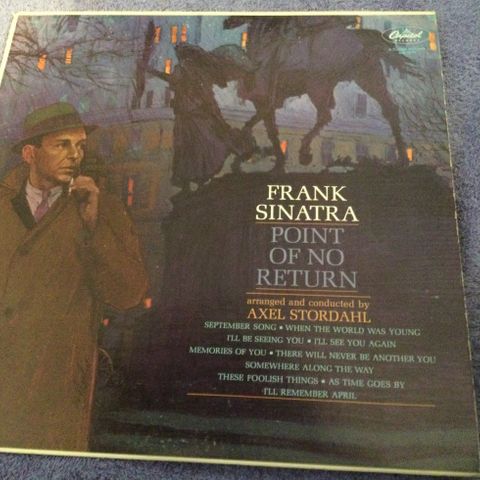 Capitol
FRANK
SINATRA
POINT
OF NO
RETURN
arranged and conducted by
AXEL STORDAHL
SEPTEMBER SONG • WHEN THE WORLD WAS YOUNG
I'LL BE SEEING YOU • I'LL SEE YOU AGAIN
MEMORIES OF YOU • THERE WILL NEVER BE ANOTHER YOU
SOMEWHERE ALONG THE WAY
THESE FOOLISH THINGS • AS TIME GOES BY
I'LL REMEMBER APRIL